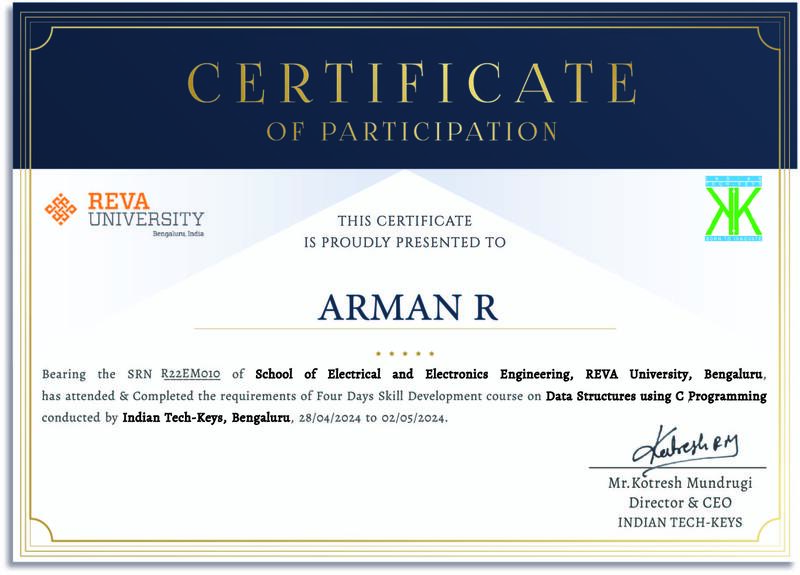 CERTIFICATE
OF PARTICIPATION
REVA
UNIVERSITY
Bengaluru, India
THIS CERTIFICATE
IS PROUDLY PRESENTED TO
ARMAN R
Bearing the SRN R22EM010 of School of Electrical and Electronics Engineering, REVA University, Bengaluru,
has attended & Completed the requirements of Four Days Skill Development course on Data Structures using C Programming
conducted by Indian Tech-Keys, Bengaluru, 28/04/2024 to 02/05/2024.
Mr.Kotresh Mundrugi
Director & CEO
INDIAN TECH-KEYS